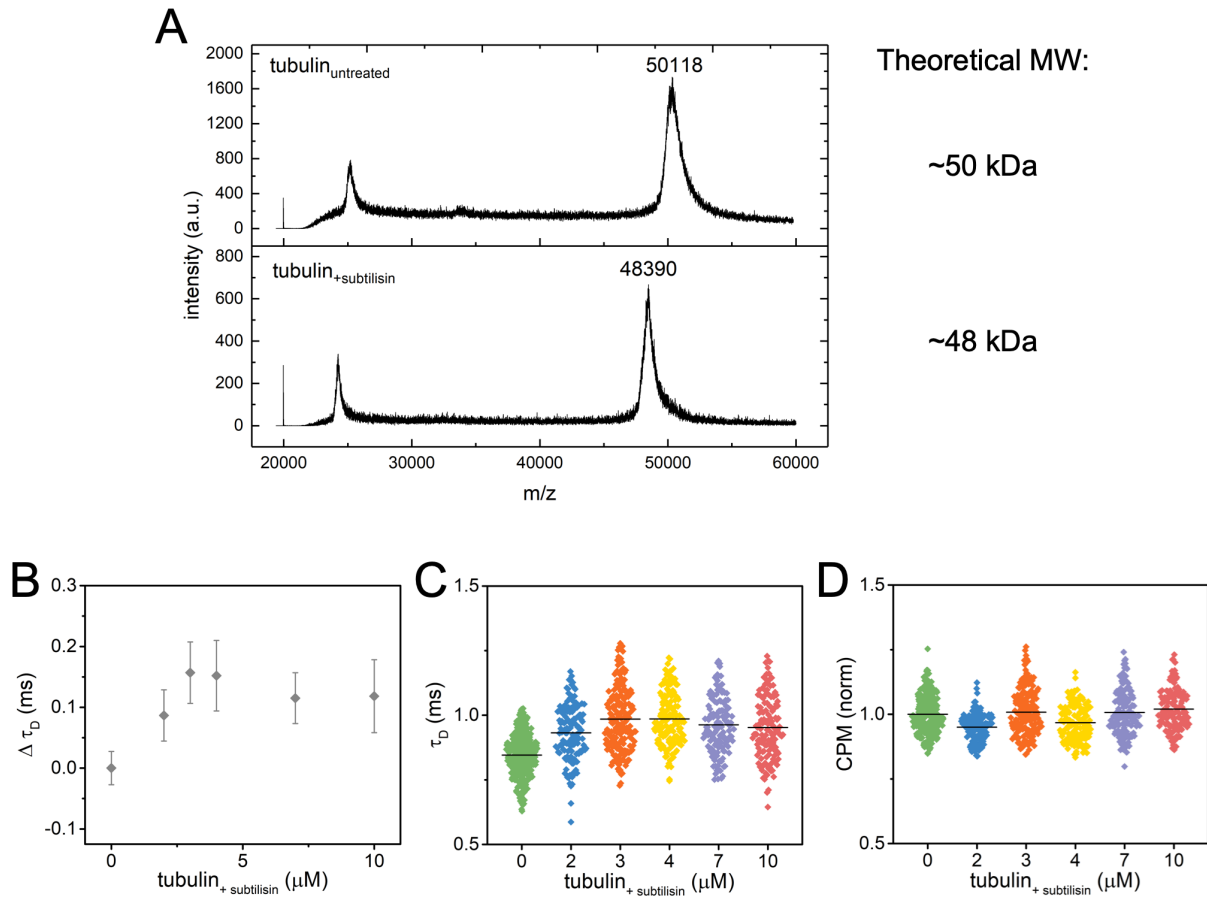 A
tubulin_untreated
50118
Theoretical MW:
~50 kDa
2000
1600
1200
800
400
0
intensity (a.u.)
tubulin_+subtilisin
48390
~48 kDa
800
600
400
200
0
20000 30000 40000 50000 60000
m/z
B
0.3
0.2
0.1
0.0
-0.1
Δ τ_D (ms)
0 5 10
tubulin_+ subtilisin (μM)
C
1.5
1.0
0.5
τ_D (ms)
0 2 3 4 7 10
tubulin_+ subtilisin (μM)
D
1.5
1.0
0.5
CPM (norm)
0 2 3 4 7 10
tubulin_+ subtilisin (μM)